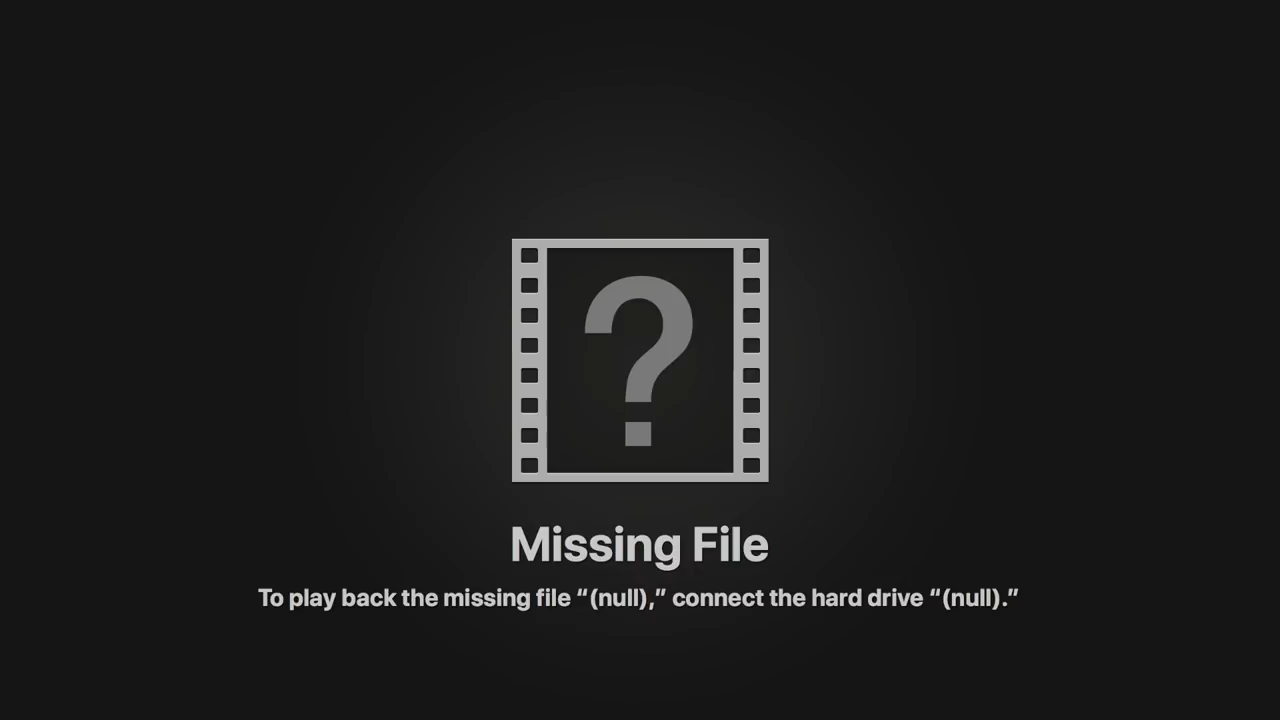 ?
Missing File
To play back the missing file “(null),” connect the hard drive “(null).”